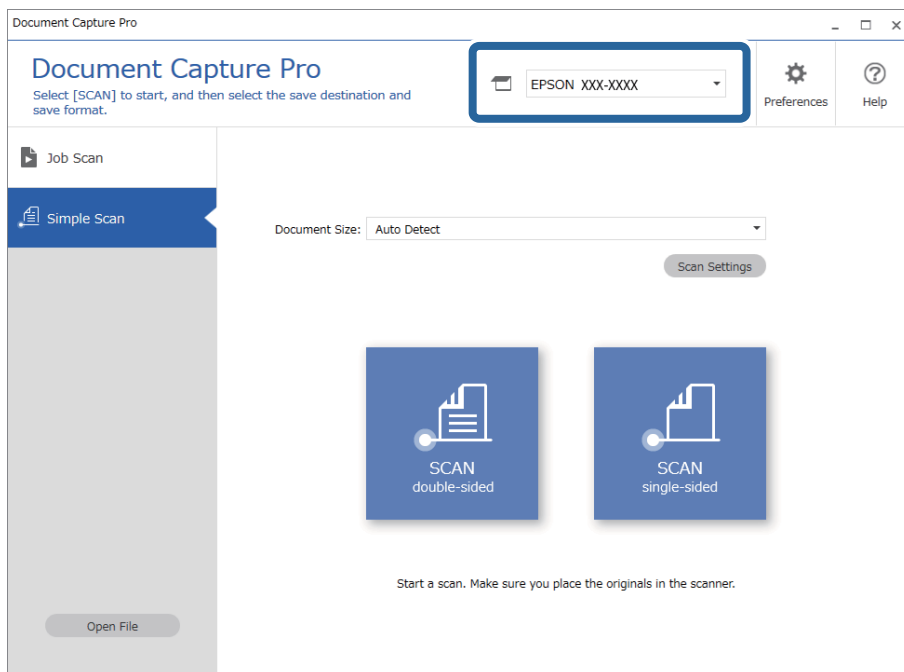 Document Capture Pro
Document Capture Pro
Select [SCAN] to start, and then select the save destination and
save format.
EPSON XXX-XXXX
Preferences
Help
Job Scan
Simple Scan
Document Size: Auto Detect
Scan Settings
SCAN
double-sided
SCAN
single-sided
Start a scan. Make sure you place the originals in the scanner.
Open File